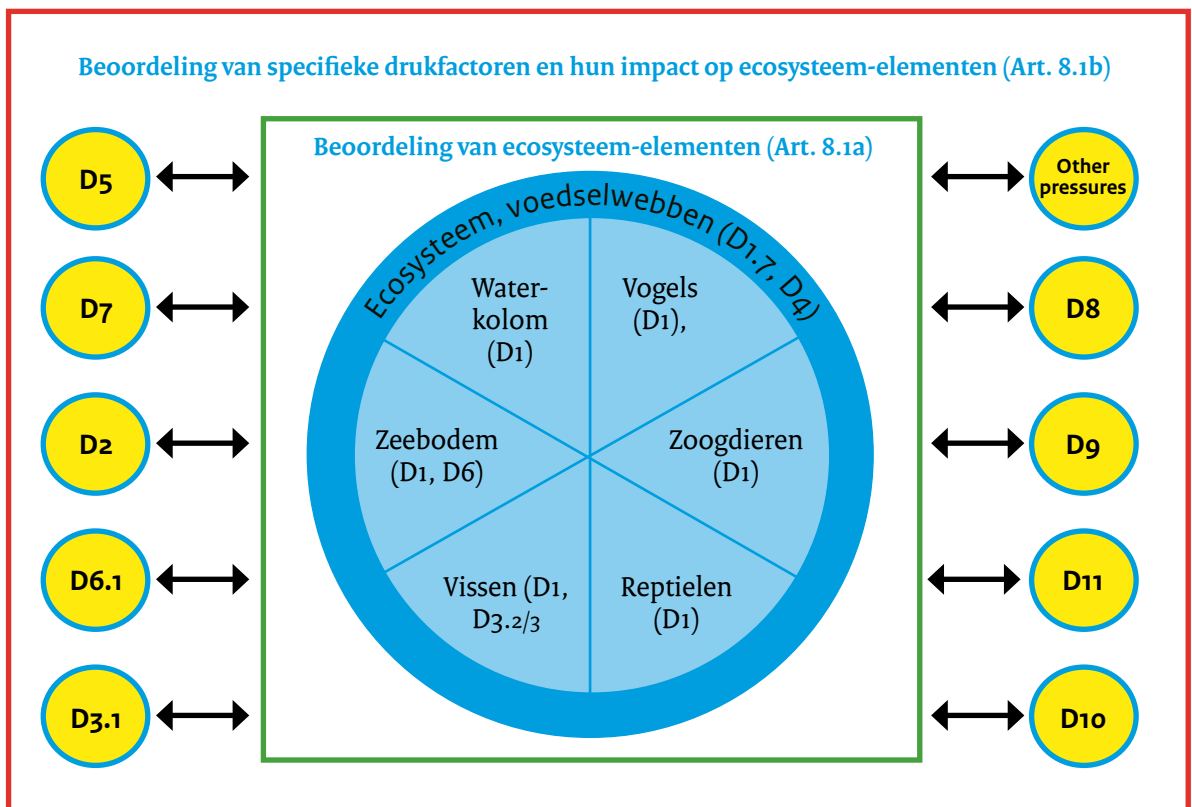 Beoordeling van specifieke drukfactoren en hun impact op ecosysteem-elementen (Art. 8.1b)
Beoordeling van ecosysteem-elementen (Art. 8.1a)
Ecosysteem, voedselwebben (D1.7, D4)
D5
D7
D2
D6.1
D3.1
Water-
kolom
(D1)
Vogels
(D1),
Zeebodem
(D1, D6)
Zoogdieren
(D1)
Vissen (D1,
D3.2/3
Reptielen
(D1)
Other
pressures
D8
D9
D11
D10